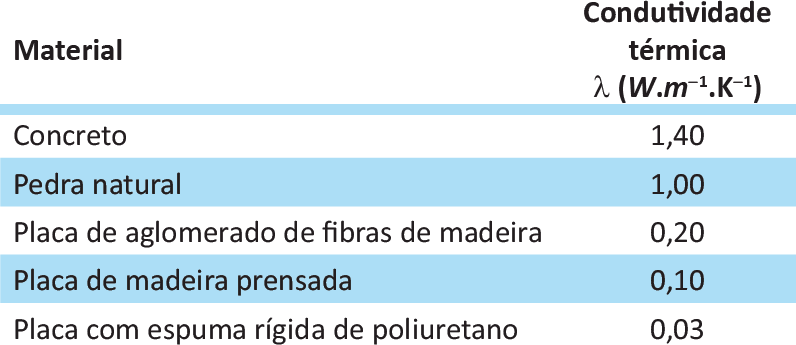 Condutividade
Material térmica
λ (W.m⁻¹.K⁻¹)
Concreto 1,40
Pedra natural 1,00
Placa de aglomerado de fibras de madeira 0,20
Placa de madeira prensada 0,10
Placa com espuma rígida de poliuretano 0,03